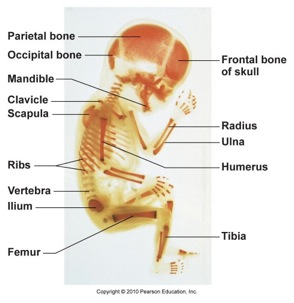 Parietal bone
Occipital bone
Mandible
Clavicle
Scapula
Ribs
Vertebra
Ilium
Femur
Frontal bone
of skull
Radius
Ulna
Humerus
Tibia
Copyright © 2010 Pearson Education, Inc.